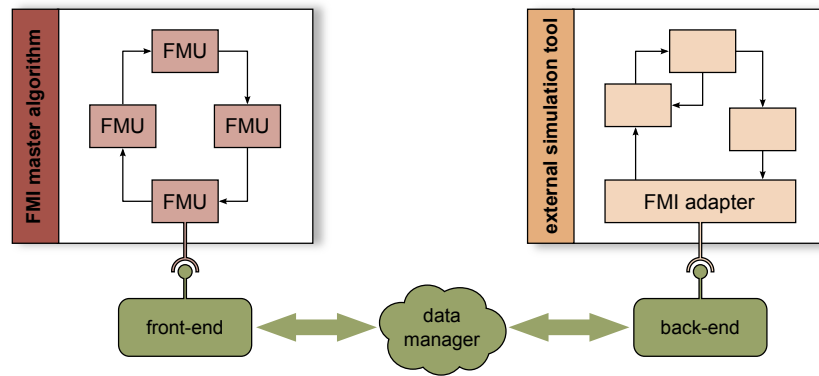 FMI master algorithm
FMU
FMU
FMU
FMU
external simulation tool
FMI adapter
front-end
data
manager
back-end